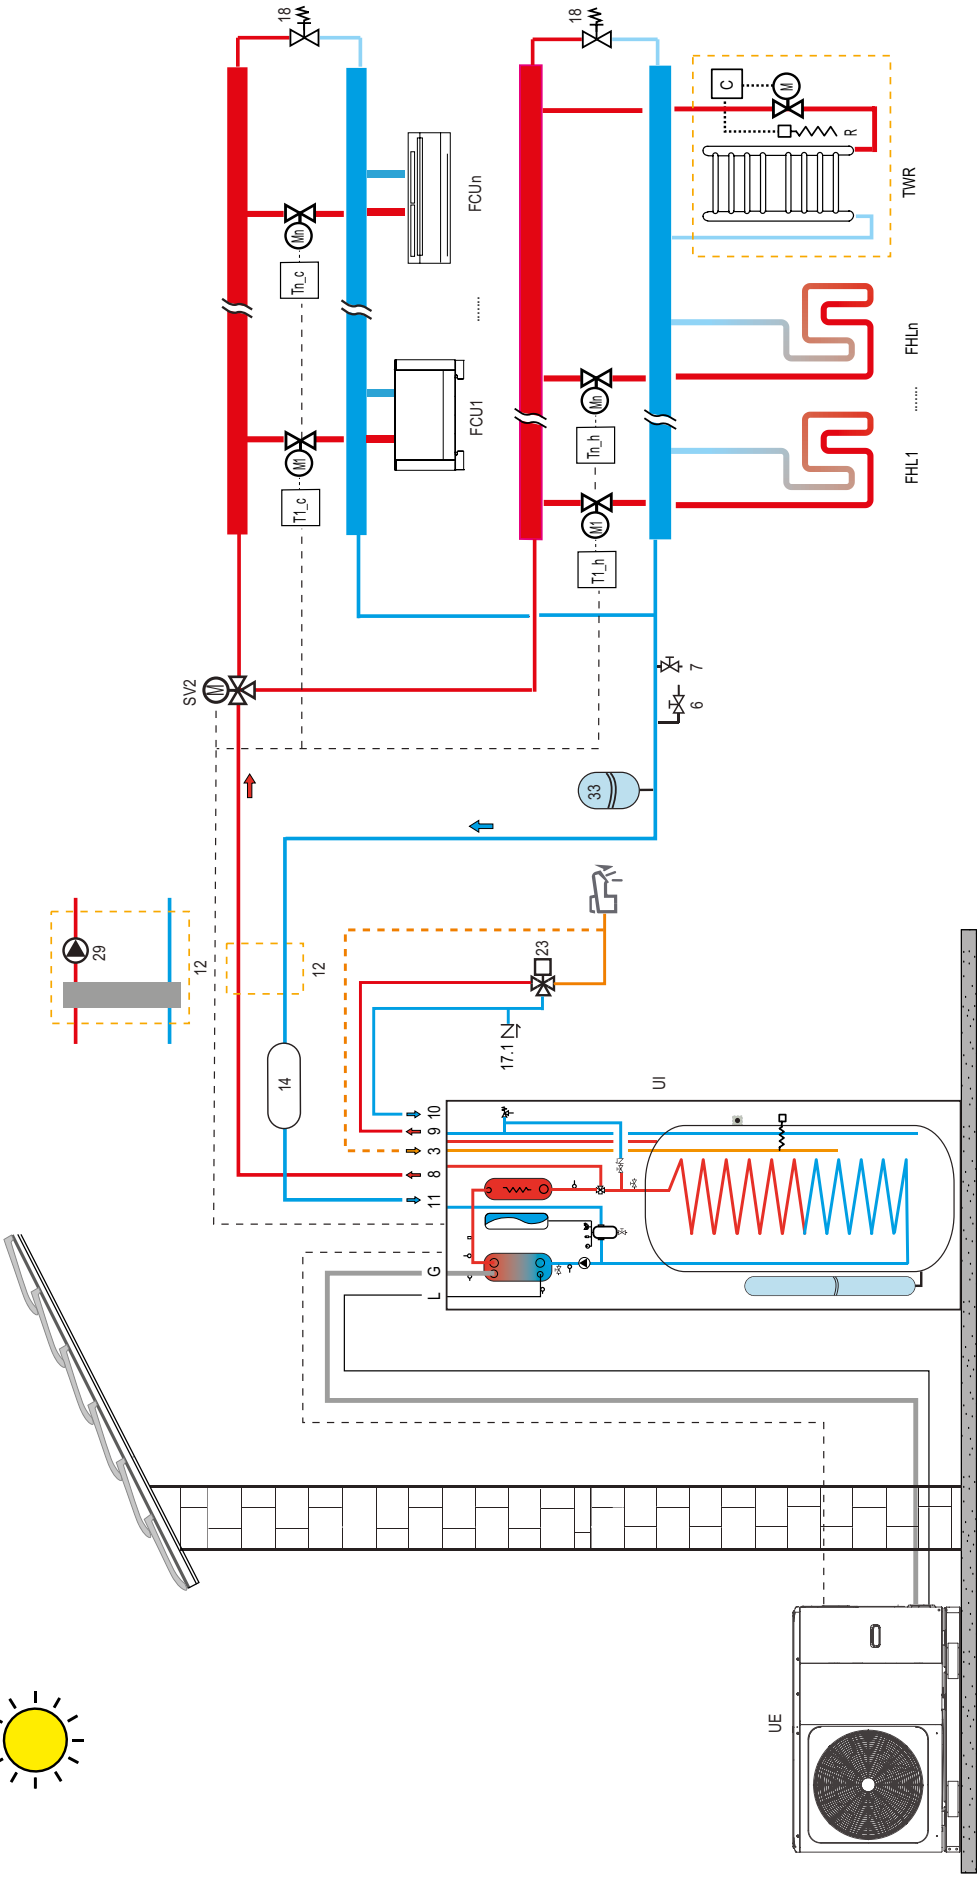 18
18
C
M
R
TWR
FCUn
Mn
Tn_c
FHLn
.......
.......
FCU1
Mn
M1
Tn_h
FHL1
T1_c
M1
T1_h
SV2
M
7
6
33
29
12
12
23
17.1
14
UI
10
9
3
8
11
G
L
UE